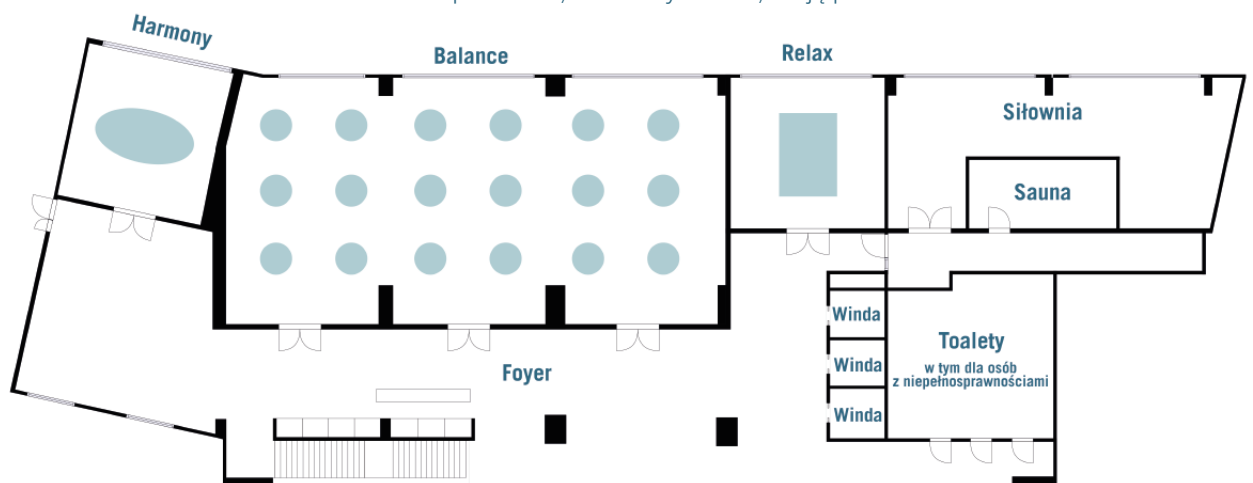 Harmony
Balance
Relax
Siłownia
Sauna
Winda
Winda
Winda
Toalety
w tym dla osób
z niepełnosprawnościami
Foyer